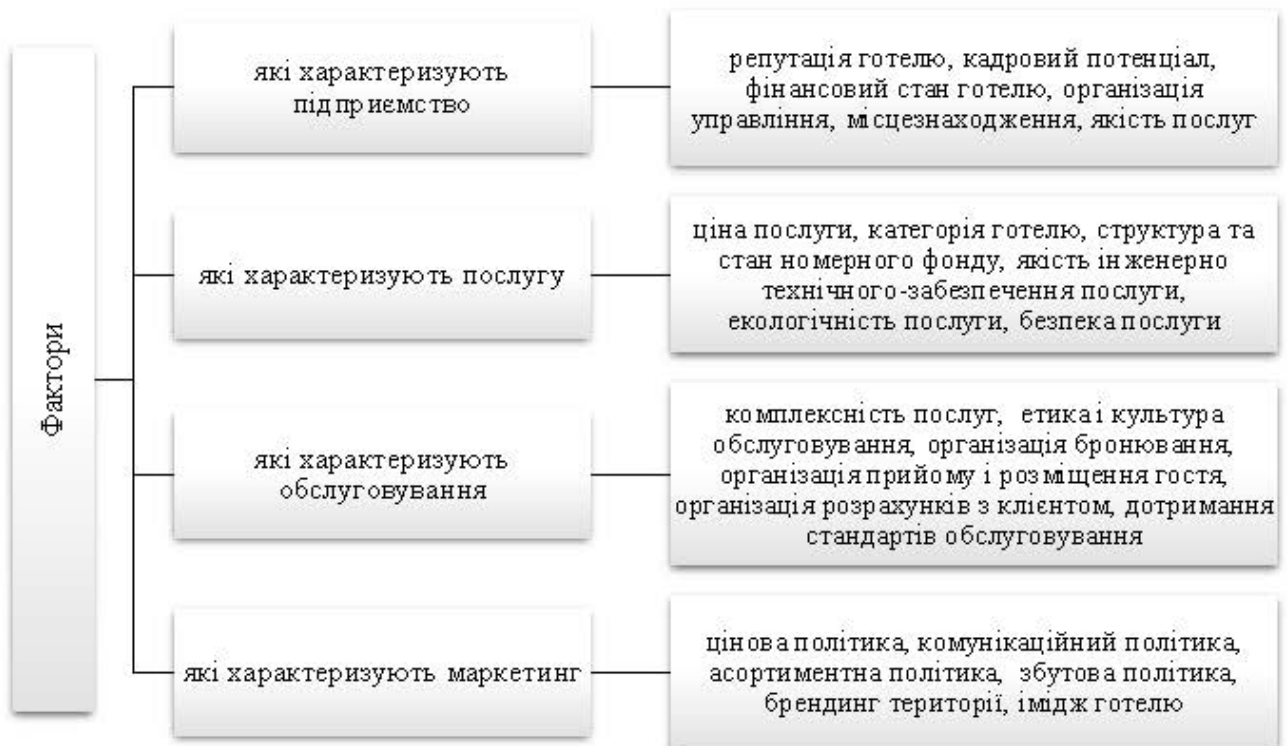 Фактори
які характеризують
підприємство
репутація готелю, кадровий потенціал,
фінансовий стан готелю, організація
управління, місцезнаходження, якість послуг
які характеризують послугу
ціна послуги, категорія готелю, структура та
стан номерного фонду, якість інженерно
технічного-забезпечення послуги,
екологічність послуги, безпека послуги
які характеризують
обслуговування
комплексність послуг, етика і культура
обслуговування, організація бронювання,
організація прийому і розміщення гостя,
організація розрахунків з клієнтом, дотримання
стандартів обслуговування
які характеризують маркетинг
цінова політика, комунікаційний політика,
асортиментна політика, збутова політика,
брендинг території, імідж готелю